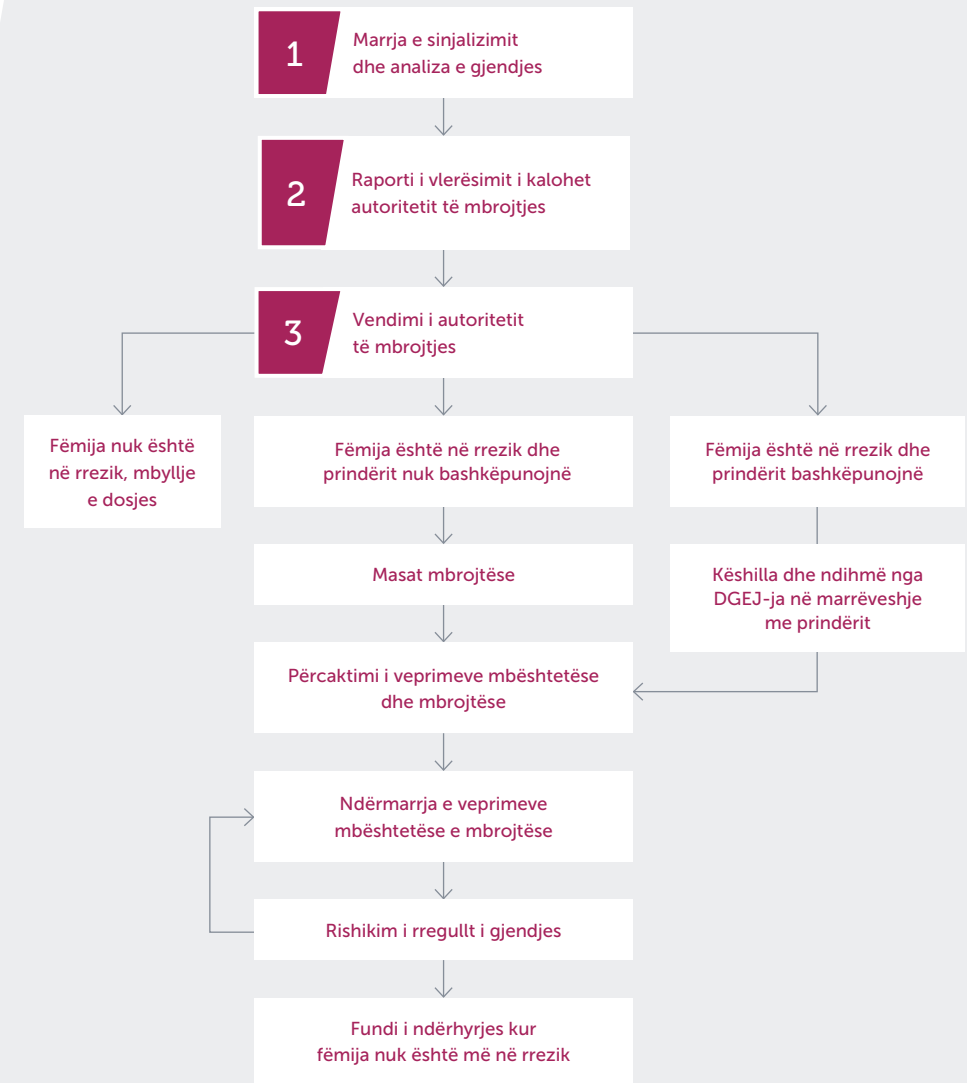 1
Marrja e sinjalizimit
dhe analiza e gjendjes
2
Raporti i vlerësimit i kalohet
autoritetit të mbrojtjes
3
Vendimi i autoritetit
të mbrojtjes
Fëmija nuk është
në rrezik, mbyllje
e dosjes
Fëmija është në rrezik dhe
prindërit nuk bashkëpunojnë
Fëmija është në rrezik dhe
prindërit bashkëpunojnë
Masat mbrojtëse
Këshilla dhe ndihmë nga
DGEJ-ja në marrëveshje
me prindërit
Përcaktimi i veprimeve mbështetëse
dhe mbrojtëse
Ndërmarrja e veprimeve
mbështetëse e mbrojtëse
Rishikim i rregullt i gjendjes
Fundi i ndërhyrjes kur
fëmija nuk është më në rrezik